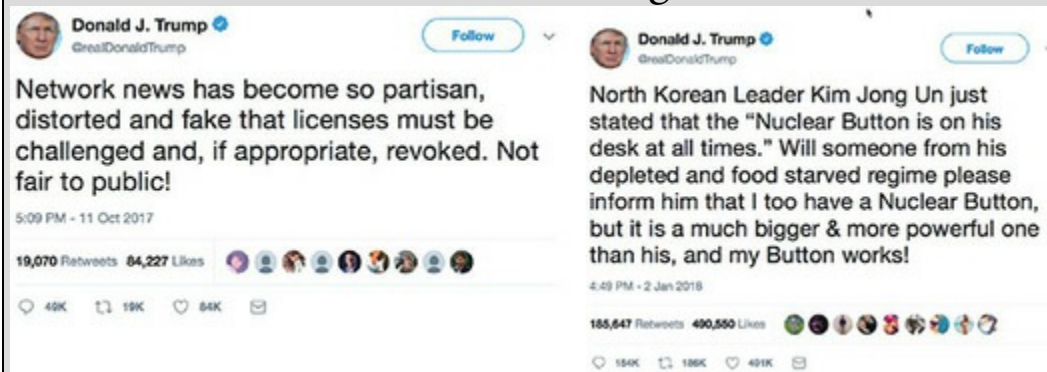 Donald J. Trump
@realDonaldTrump
Follow
Network news has become so partisan,
distorted and fake that licenses must be
challenged and, if appropriate, revoked. Not
fair to public!
5:09 PM - 11 Oct 2017
19,070 Retweets 84,227 Likes
49K 19K 84K
Donald J. Trump
@realDonaldTrump
Follow
North Korean Leader Kim Jong Un just
stated that the “Nuclear Button is on his
desk at all times.” Will someone from his
depleted and food starved regime please
inform him that I too have a Nuclear Button,
but it is a much bigger & more powerful one
than his, and my Button works!
4:49 PM - 2 Jan 2018
185,647 Retweets 490,550 Likes
184K 186K 491K